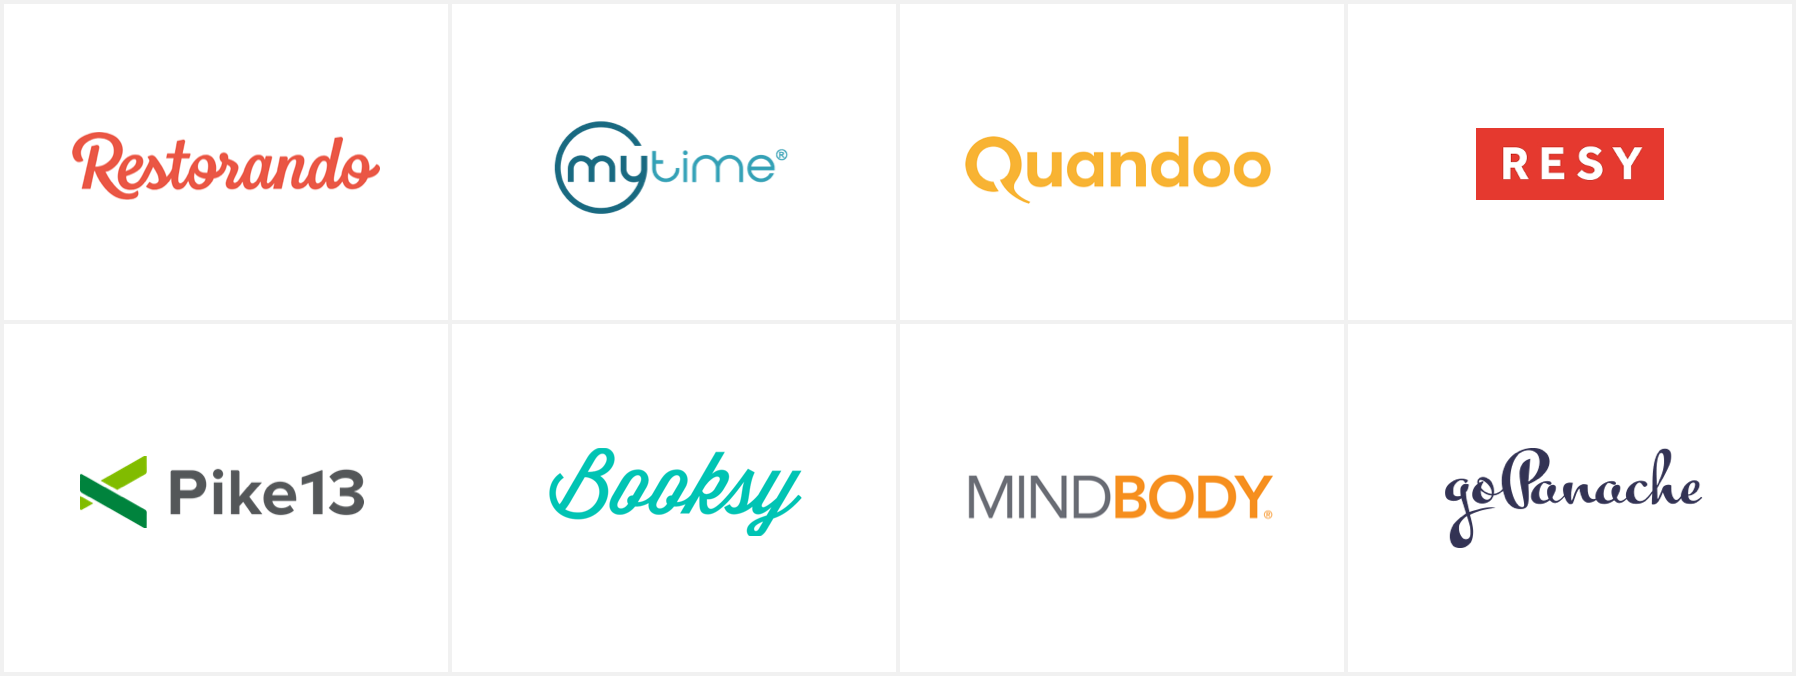 Restorando
mytime®
Quandoo
RESY
Pike13
Booksy
MINDBODY®
goPanache